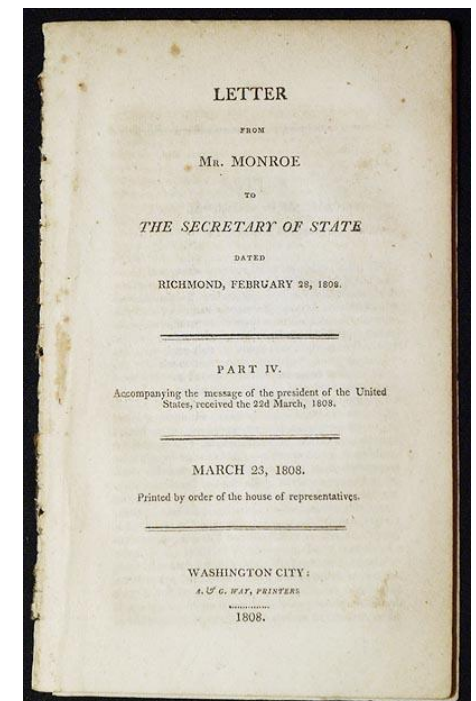 LETTER
FROM
MR. MONROE
TO
THE SECRETARY OF STATE
DATED
RICHMOND, FEBRUARY 28, 1808.
PART IV.
Accompanying the message of the president of the United
States, received the 22d March, 1808.
MARCH 23, 1808.
Printed by order of the house of representatives.
WASHINGTON CITY:
A. & G. WAY, PRINTERS
1808.